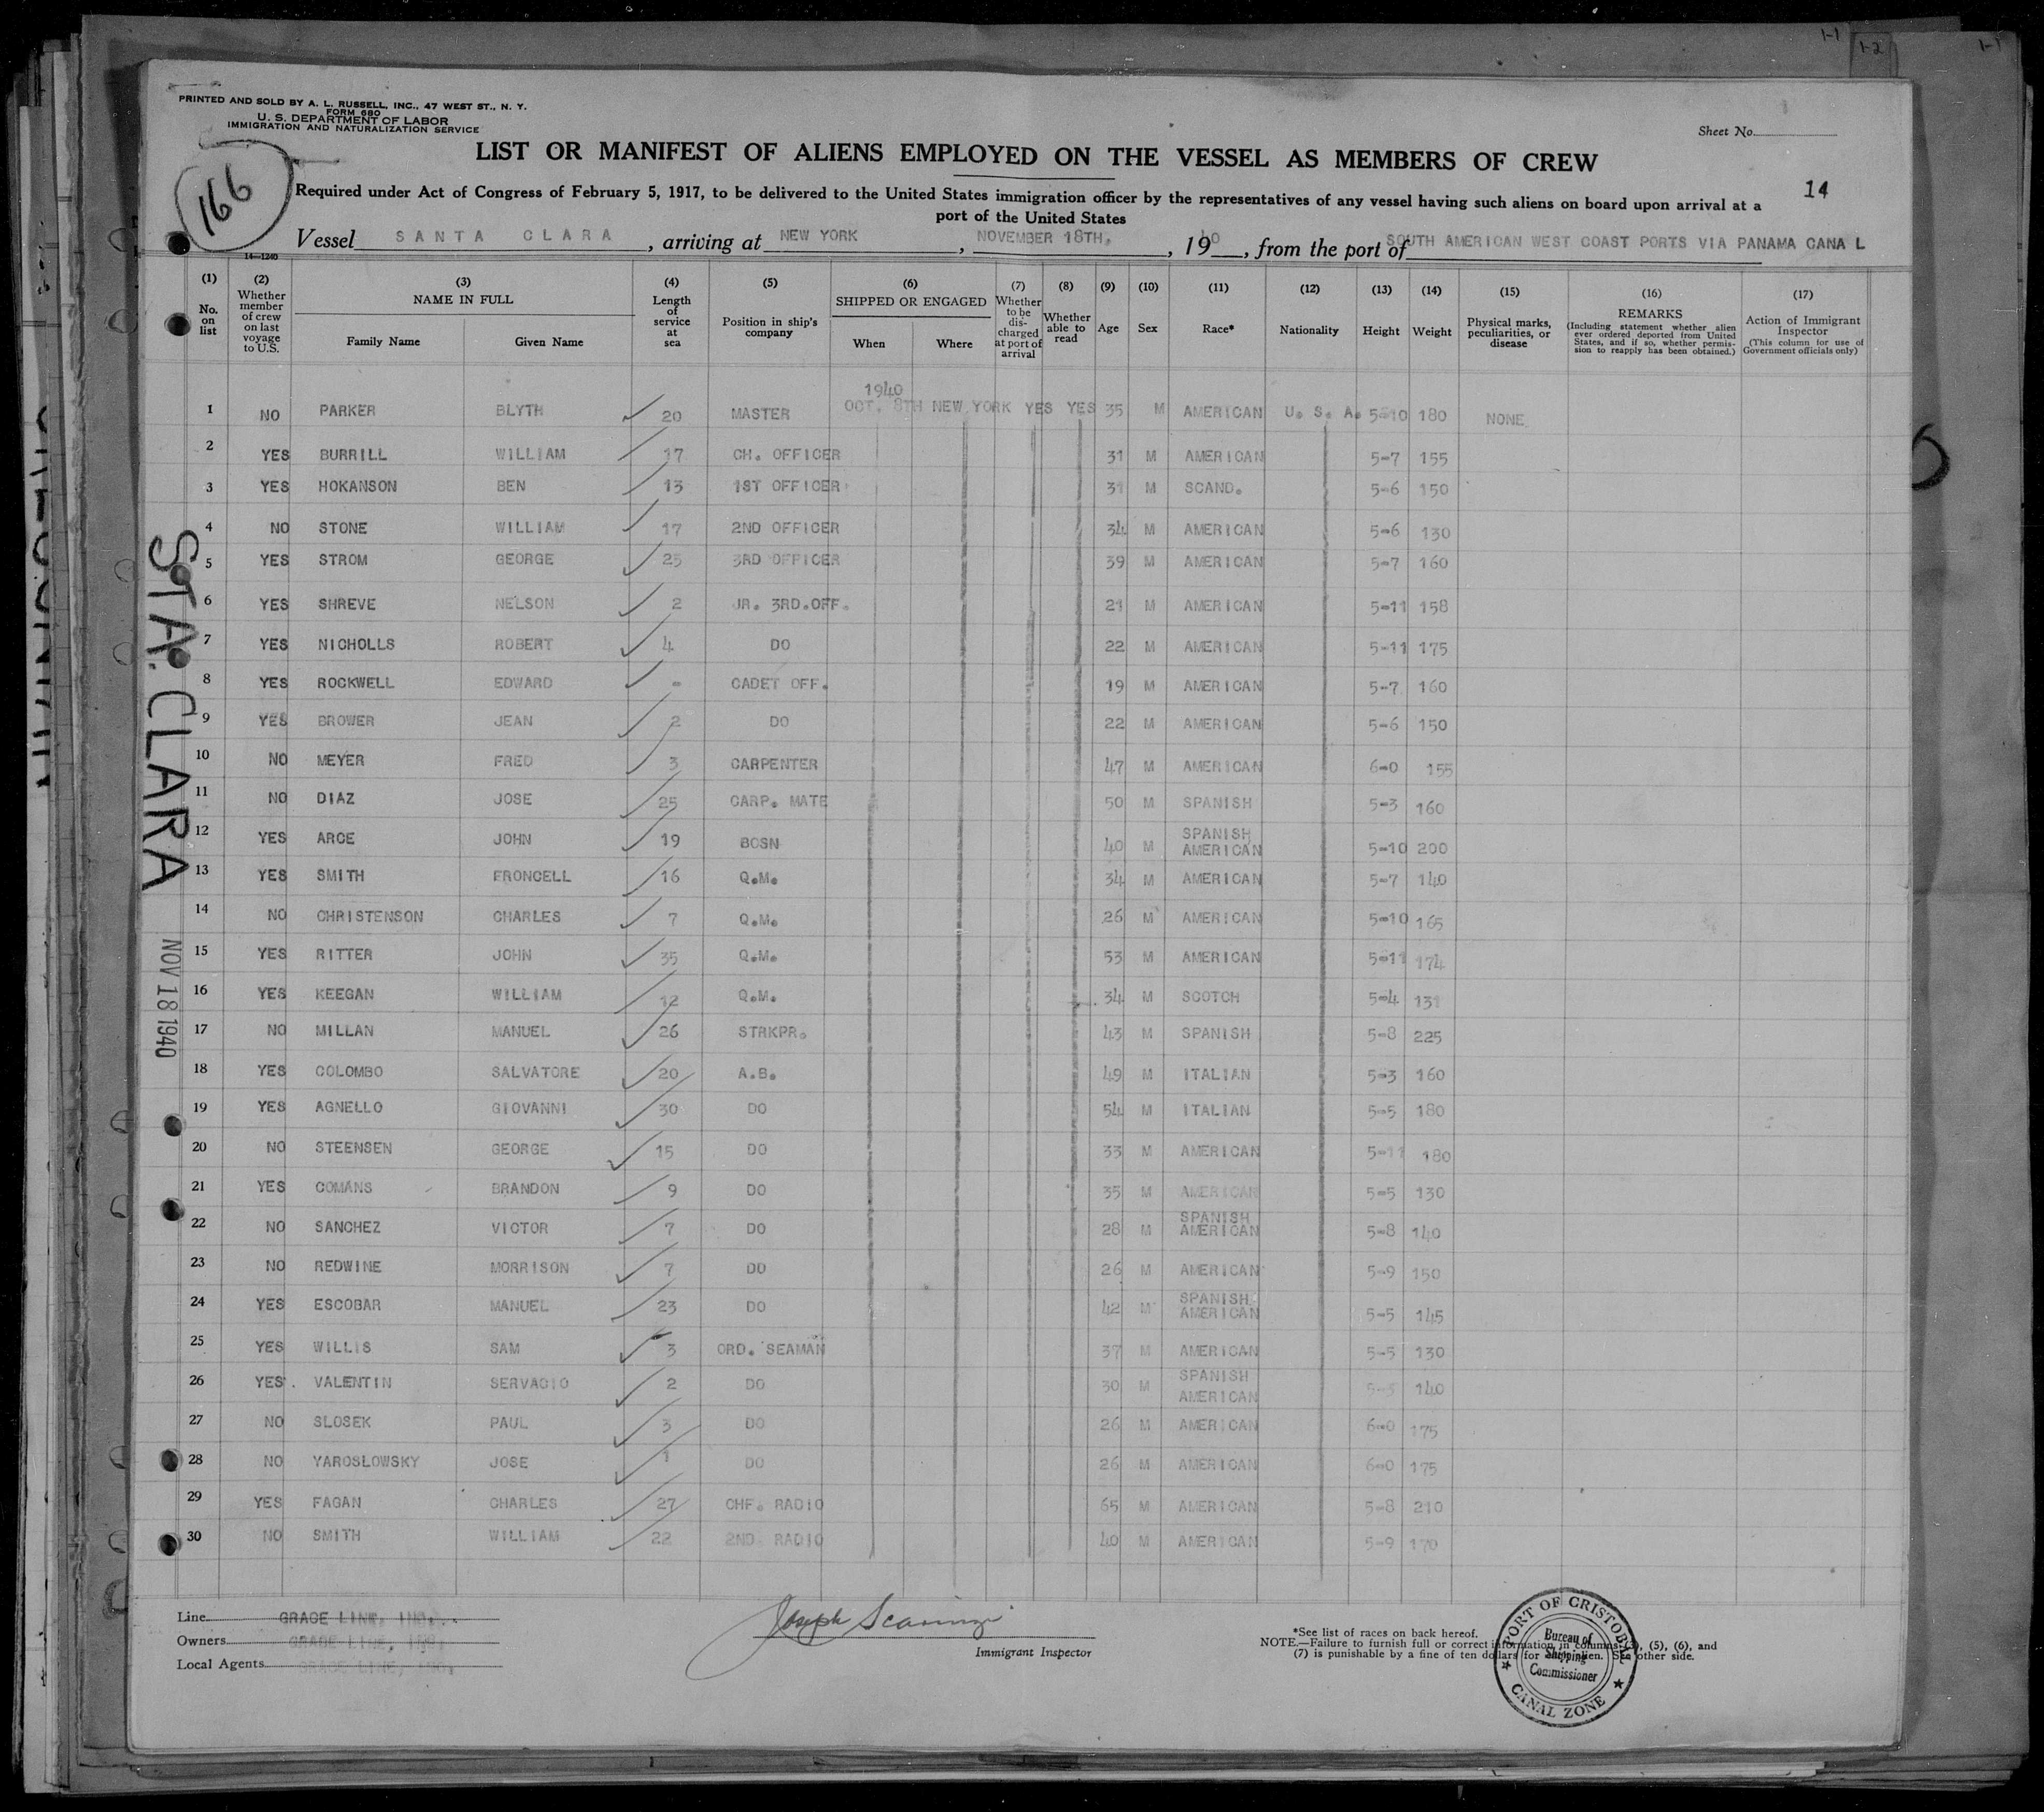 1-1
1-2
1-1
PRINTED AND SOLD BY A. L. RUSSELL, INC., 47 WEST ST., N. Y.
FORM 680
U. S. DEPARTMENT OF LABOR
IMMIGRATION AND NATURALIZATION SERVICE
Sheet No.
166
LIST OR MANIFEST OF ALIENS EMPLOYED ON THE VESSEL AS MEMBERS OF CREW
Required under Act of Congress of February 5, 1917, to be delivered to the United States immigration officer by the representatives of any vessel having such aliens on board upon arrival at a
port of the United States
14
Vessel SANTA CLARA, arriving at NEW YORK, NOVEMBER 18TH, 1940, from the port of SOUTH AMERICAN WEST COAST PORTS VIA PANAMA CANAL
14-1240
(1) No. on list (2) Whether member of crew on last voyage to U.S. (3) NAME IN FULL Family Name Given Name (4) Length of service at sea (5) Position in ship's company (6) SHIPPED OR ENGAGED When Where (7) Whether to be discharged at port of arrival (8) Whether able to read (9) Age (10) Sex (11) Race* (12) Nationality (13) Height (14) Weight (15) Physical marks, peculiarities, or disease (16) REMARKS (Including statement whether alien ever ordered deported from United States, and if so, whether permission to reapply has been obtained.) (17) Action of Immigrant Inspector (This column for use of Government officials only)
1940
1 NO PARKER BLYTH 20 MASTER OCT. 8TH NEW YORK YES YES 35 M AMERICAN U. S. A. 5-10 180 NONE
2 YES BURRILL WILLIAM 17 CH. OFFICER 31 M AMERICAN 5-7 155
3 YES HOKANSON BEN 13 1ST OFFICER 31 M SCAND. 5-6 150
4 NO STONE WILLIAM 17 2ND OFFICER 34 M AMERICAN 5-6 130
5 YES STROM GEORGE 25 3RD OFFICER 39 M AMERICAN 5-7 160
6 YES SHREVE NELSON 2 JR. 3RD.OFF. 21 M AMERICAN 5-11 158
7 YES NICHOLLS ROBERT 4 DO 22 M AMERICAN 5-11 175
8 YES ROCKWELL EDWARD - CADET OFF. 19 M AMERICAN 5-7 160
9 YES BROWER JEAN 2 DO 22 M AMERICAN 5-6 150
10 NO MEYER FRED 3 CARPENTER 47 M AMERICAN 6-0 155
11 NO DIAZ JOSE 25 CARP. MATE 50 M SPANISH 5-3 160
12 YES ARCE JOHN 19 BOSN 40 M SPANISH AMERICAN 5-10 200
13 YES SMITH FRONCELL 16 Q.M. 34 M AMERICAN 5-7 140
14 NO CHRISTENSON CHARLES 7 Q.M. 26 M AMERICAN 5-10 165
15 YES RITTER JOHN 35 Q.M. 53 M AMERICAN 5-11 174
16 YES KEEGAN WILLIAM 12 Q.M. 34 M SCOTCH 5-4 131
17 NO MILLAN MANUEL 26 STRKPR. 43 M SPANISH 5-8 225
18 YES COLOMBO SALVATORE 20 A.B. 49 M ITALIAN 5-3 160
19 YES AGNELLO GIOVANNI 30 DO 54 M ITALIAN 5-5 180
20 NO STEENSEN GEORGE 15 DO 33 M AMERICAN 5-11 180
21 YES COMANS BRANDON 9 DO 35 M AMERICAN 5-5 130
22 NO SANCHEZ VICTOR 7 DO 28 M SPANISH AMERICAN 5-8 140
23 NO REDWINE MORRISON 7 DO 26 M AMERICAN 5-9 150
24 YES ESCOBAR MANUEL 23 DO 42 M SPANISH AMERICAN 5-5 145
25 YES WILLIS SAM 3 ORD. SEAMAN 37 M AMERICAN 5-5 130
26 YES VALENTIN SERVACIO 2 DO 30 M SPANISH AMERICAN 5-5 140
27 NO SLOSEK PAUL 3 DO 26 M AMERICAN 6-0 175
28 NO YAROSLOWSKY JOSE 1 DO 26 M AMERICAN 6-0 175
29 YES FAGAN CHARLES 27 CHF. RADIO 65 M AMERICAN 5-8 210
30 NO SMITH WILLIAM 22 2ND RADIO 40 M AMERICAN 5-9 170
STA. CLARA
NOV 18 1940
Line GRACE LINE, INC.
Owners GRACE LINE, INC.
Local Agents GRACE LINE, INC.
Joseph
Immigrant Inspector
*See list of races on back hereof.
NOTE.—Failure to furnish full or correct information in columns (3), (5), (6), and
(7) is punishable by a fine of ten dollars for each alien. See other side.
PORT OF CRISTOBAL
Bureau of
Shipping
Commissioner
CANAL ZONE